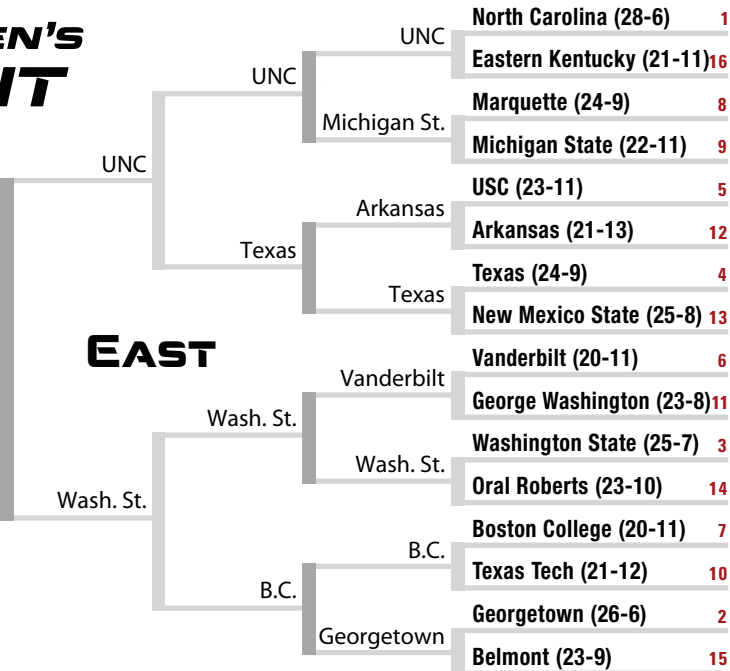 North Carolina (28-6) 1
EN'S
UNC
Eastern Kentucky (21-11) 16
T
UNC
Marquette (24-9) 8
Michigan St.
Michigan State (22-11) 9
UNC
USC (23-11) 5
Arkansas
Arkansas (21-13) 12
Texas
Texas (24-9) 4
Texas
New Mexico State (25-8) 13
EAST
Vanderbilt (20-11) 6
Vanderbilt
George Washington (23-8) 11
Wash. St.
Washington State (25-7) 3
Wash. St.
Oral Roberts (23-10) 14
Wash. St.
Boston College (20-11) 7
B.C.
Texas Tech (21-12) 10
B.C.
Georgetown (26-6) 2
Georgetown
Belmont (23-9) 15